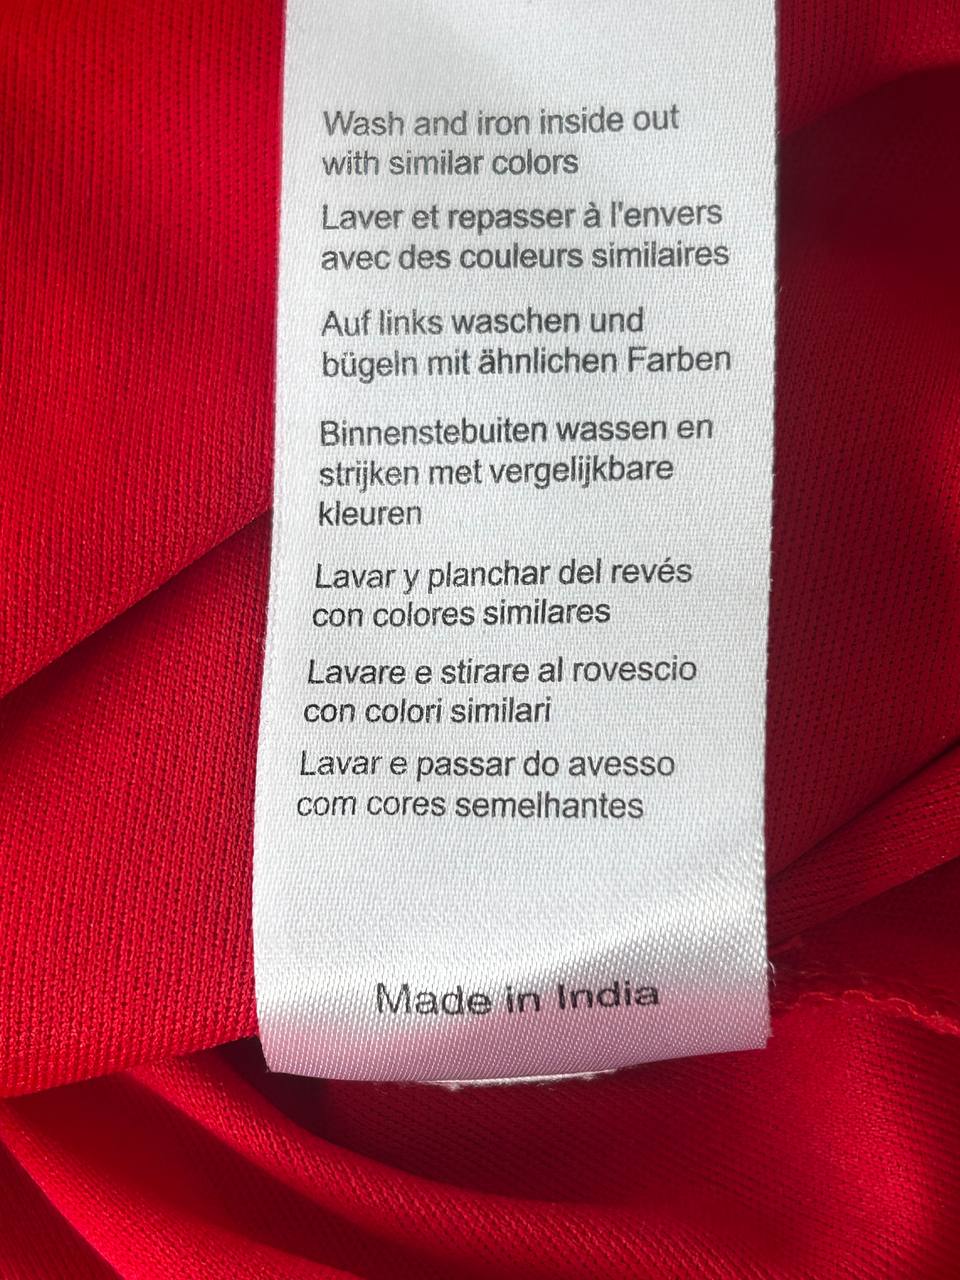 Wash and iron inside out
with similar colors
Laver et repasser à l'envers
avec des couleurs similaires
Auf links waschen und
bügeln mit ähnlichen Farben
Binnenstebuiten wassen en
strijken met vergelijkbare
kleuren
Lavar y planchar del revés
con colores similares
Lavare e stirare al rovescio
con colori similari
Lavar e passar do avesso
com cores semelhantes
Made in India